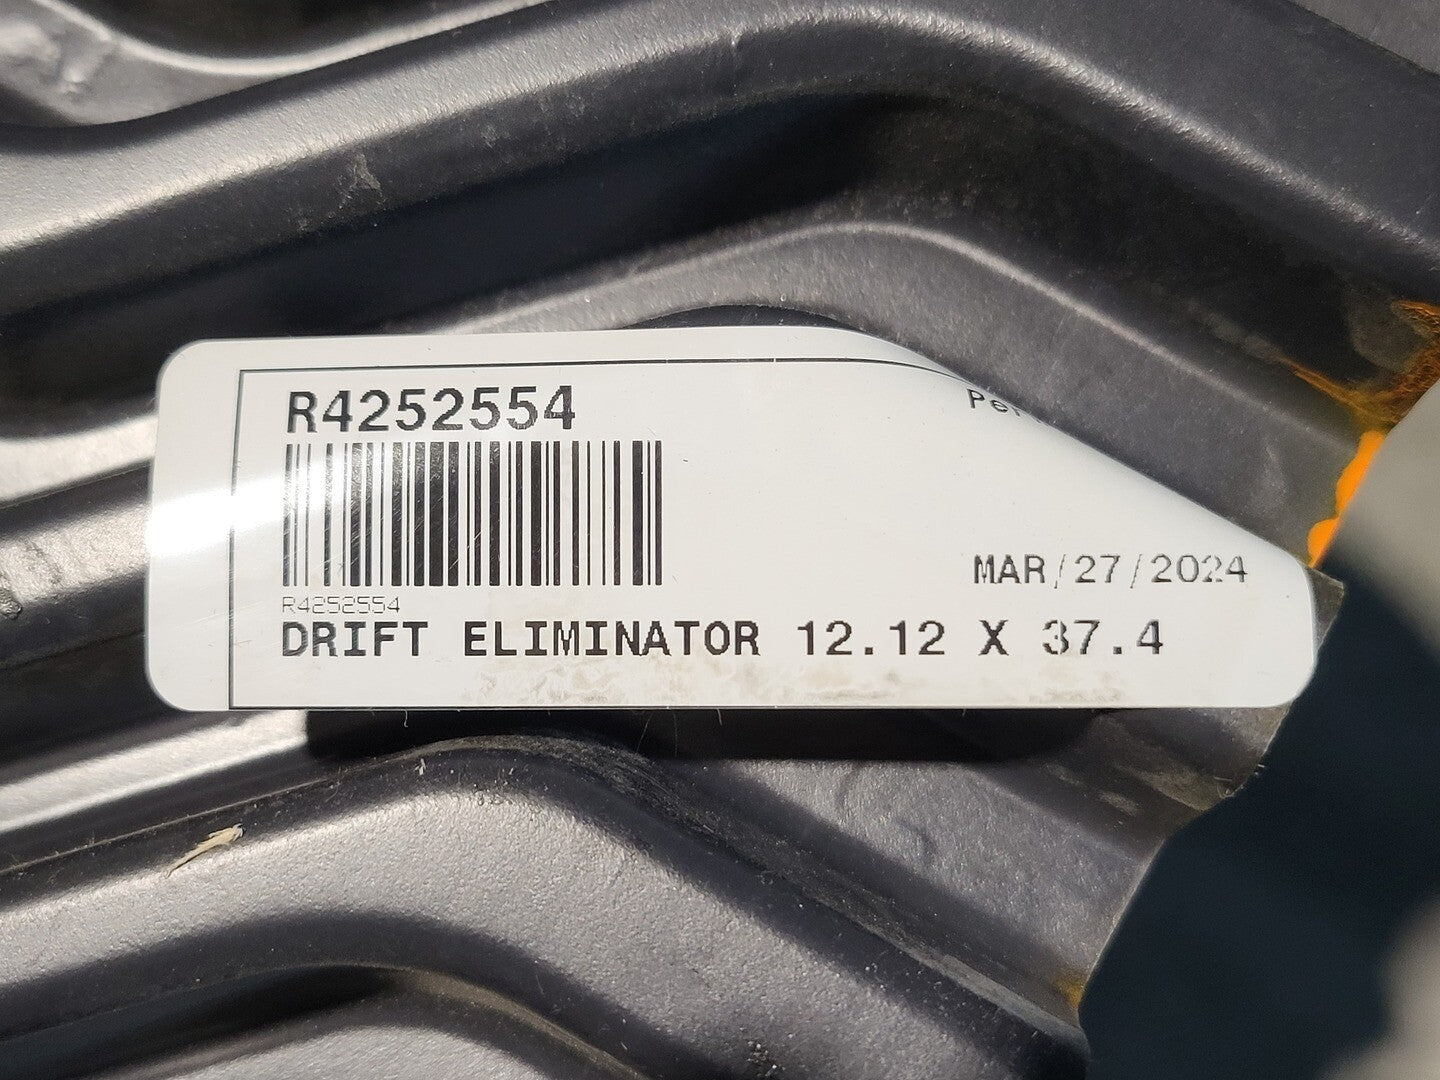 R4252554
R4252554
MAR/27/2024
DRIFT ELIMINATOR 12.12 X 37.4